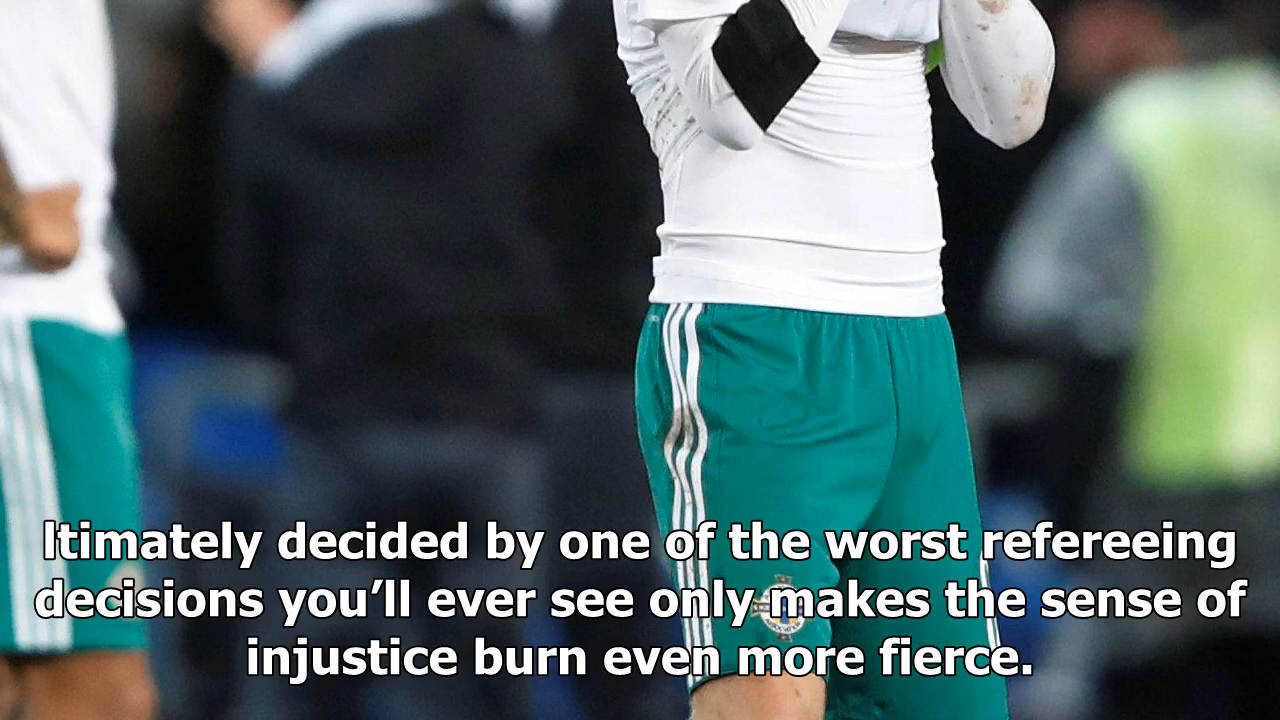 Itimately decided by one of the worst refereeing
decisions you’ll ever see only makes the sense of
injustice burn even more fierce.